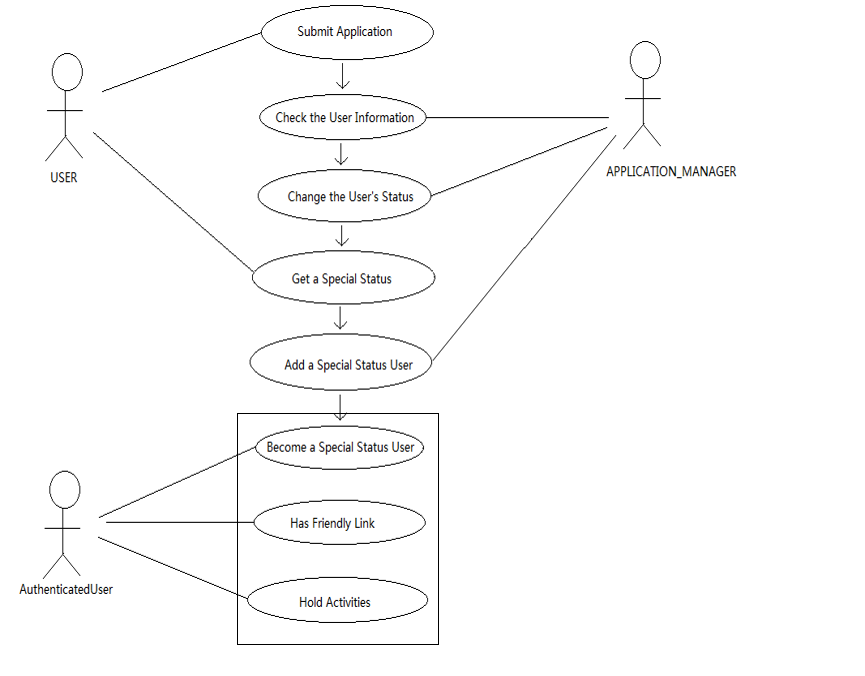 Submit Application
Check the User Information
USER
APPLICATION_MANAGER
Change the User's Status
Get a Special Status
Add a Special Status User
Become a Special Status User
Has Friendly Link
AuthenticatedUser
Hold Activities